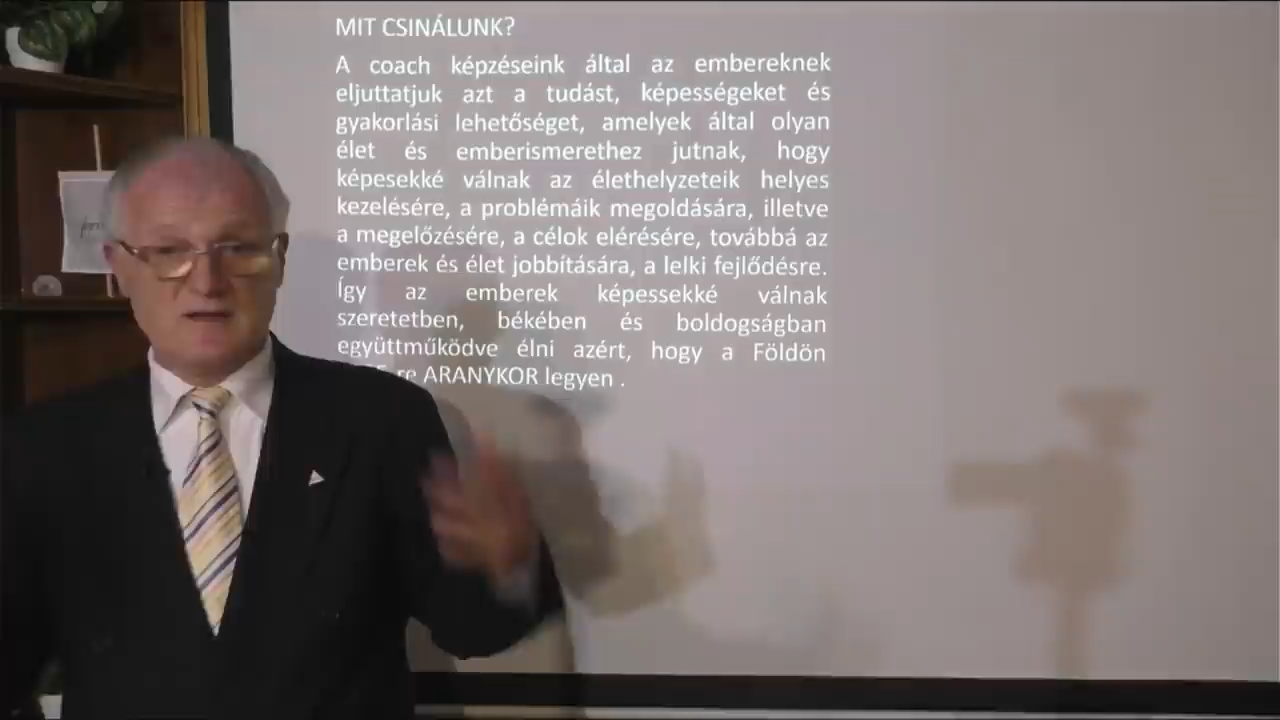 MIT CSINÁLUNK?
A coach képzéseink által az embereknek
eljuttatjuk azt a tudást, képességeket és
gyakorlási lehetőséget, amelyek által olyan
élet és emberismerethez jutnak, hogy
képesekké válnak az élethelyzeteik helyes
kezelésére, a problémáik megoldására, illetve
a megelőzésére, a célok elérésére, továbbá az
emberek és élet jobbítására, a lelki fejlődésre.
Így az emberek képessekké válnak
szeretetben, békében és boldogságban
együttműködve élni azért, hogy a Földön
ARANYKOR legyen .